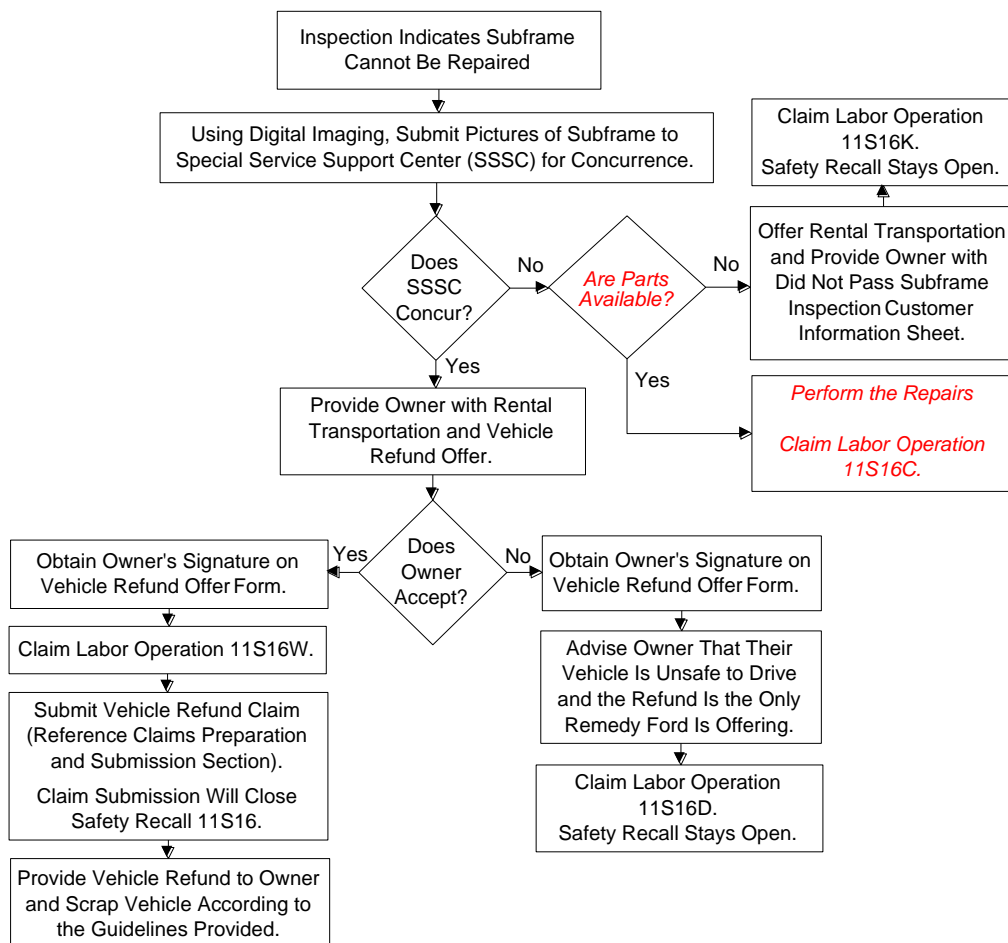 Inspection Indicates Subframe
Cannot Be Repaired
Using Digital Imaging, Submit Pictures of Subframe to
Special Service Support Center (SSSC) for Concurrence.
Does
SSSC
Concur?
No
Are Parts
Available?
No
Offer Rental Transportation
and Provide Owner with
Did Not Pass Subframe
Inspection Customer
Information Sheet.
Claim Labor Operation
11S16K.
Safety Recall Stays Open.
Yes
Perform the Repairs
Claim Labor Operation
11S16C.
Yes
Provide Owner with Rental
Transportation and Vehicle
Refund Offer.
Does
Owner
Accept?
Yes
Obtain Owner's Signature on
Vehicle Refund Offer Form.
Claim Labor Operation 11S16W.
Submit Vehicle Refund Claim
(Reference Claims Preparation
and Submission Section).
Claim Submission Will Close
Safety Recall 11S16.
Provide Vehicle Refund to Owner
and Scrap Vehicle According to
the Guidelines Provided.
No
Obtain Owner's Signature on
Vehicle Refund Offer Form.
Advise Owner That Their
Vehicle Is Unsafe to Drive
and the Refund Is the Only
Remedy Ford Is Offering.
Claim Labor Operation
11S16D.
Safety Recall Stays Open.